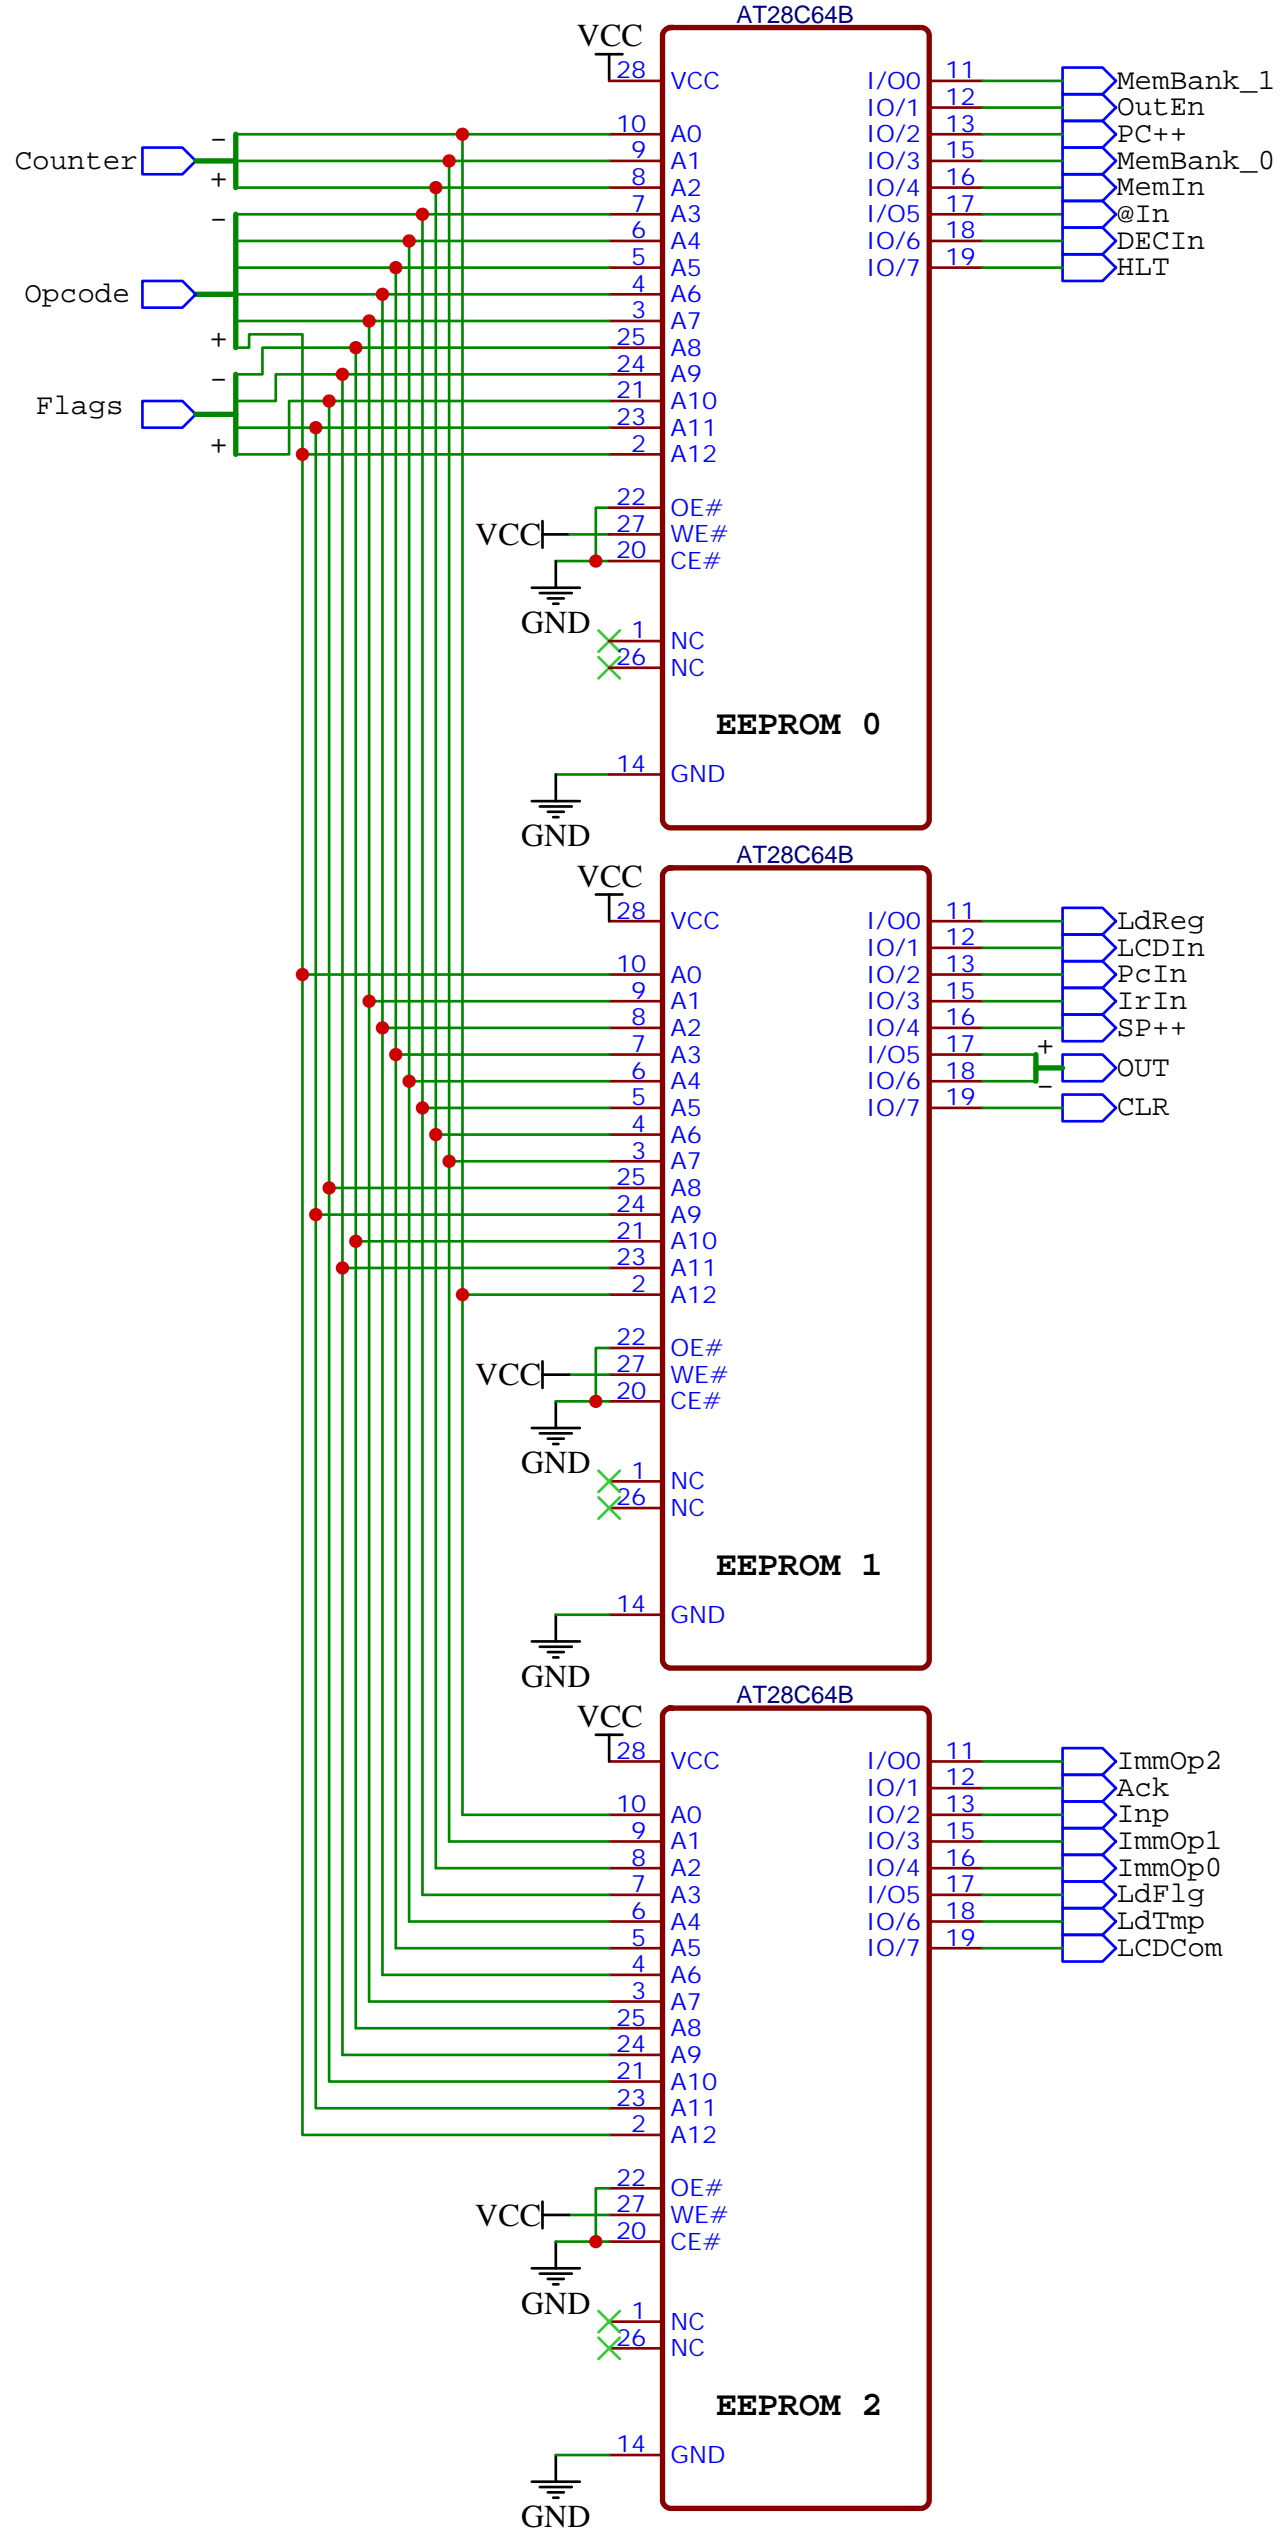 AT28C64B
VCC
28 VCC I/O0 11 MemBank_1
IO/1 12 OutEn
10 A0 IO/2 13 PC++
Counter - + 9 A1 IO/3 15 MemBank_0
8 A2 IO/4 16 MemIn
- 7 A3 I/O5 17 @In
6 A4 IO/6 18 DECIn
5 A5 IO/7 19 HLT
Opcode 4 A6
3 A7
+ 25 A8
- 24 A9
Flags 21 A10
23 A11
+ 2 A12
22 OE#
VCC 27 WE#
20 CE#
GND
1 NC
26 NC
EEPROM 0
14 GND
GND
AT28C64B
VCC
28 VCC I/O0 11 LdReg
IO/1 12 LCDIn
10 A0 IO/2 13 PcIn
9 A1 IO/3 15 IrIn
8 A2 IO/4 16 SP++
7 A3 I/O5 17 + OUT
6 A4 IO/6 18 -
5 A5 IO/7 19 CLR
4 A6
3 A7
25 A8
24 A9
21 A10
23 A11
2 A12
22 OE#
VCC 27 WE#
20 CE#
GND
1 NC
26 NC
EEPROM 1
14 GND
GND
AT28C64B
VCC
28 VCC I/O0 11 ImmOp2
IO/1 12 Ack
10 A0 IO/2 13 Inp
9 A1 IO/3 15 ImmOp1
8 A2 IO/4 16 ImmOp0
7 A3 I/O5 17 LdFlg
6 A4 IO/6 18 LdTmp
5 A5 IO/7 19 LCDCom
4 A6
3 A7
25 A8
24 A9
21 A10
23 A11
2 A12
22 OE#
VCC 27 WE#
20 CE#
GND
1 NC
26 NC
EEPROM 2
14 GND
GND